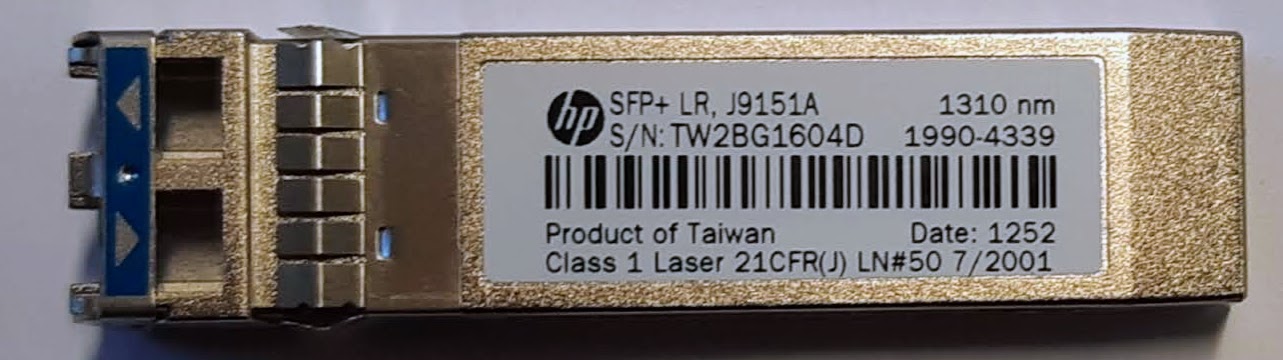 hp SFP+ LR, J9151A 1310 nm
S/N: TW2BG1604D 1990-4339
Product of Taiwan Date: 1252
Class 1 Laser 21CFR(J) LN#50 7/2001